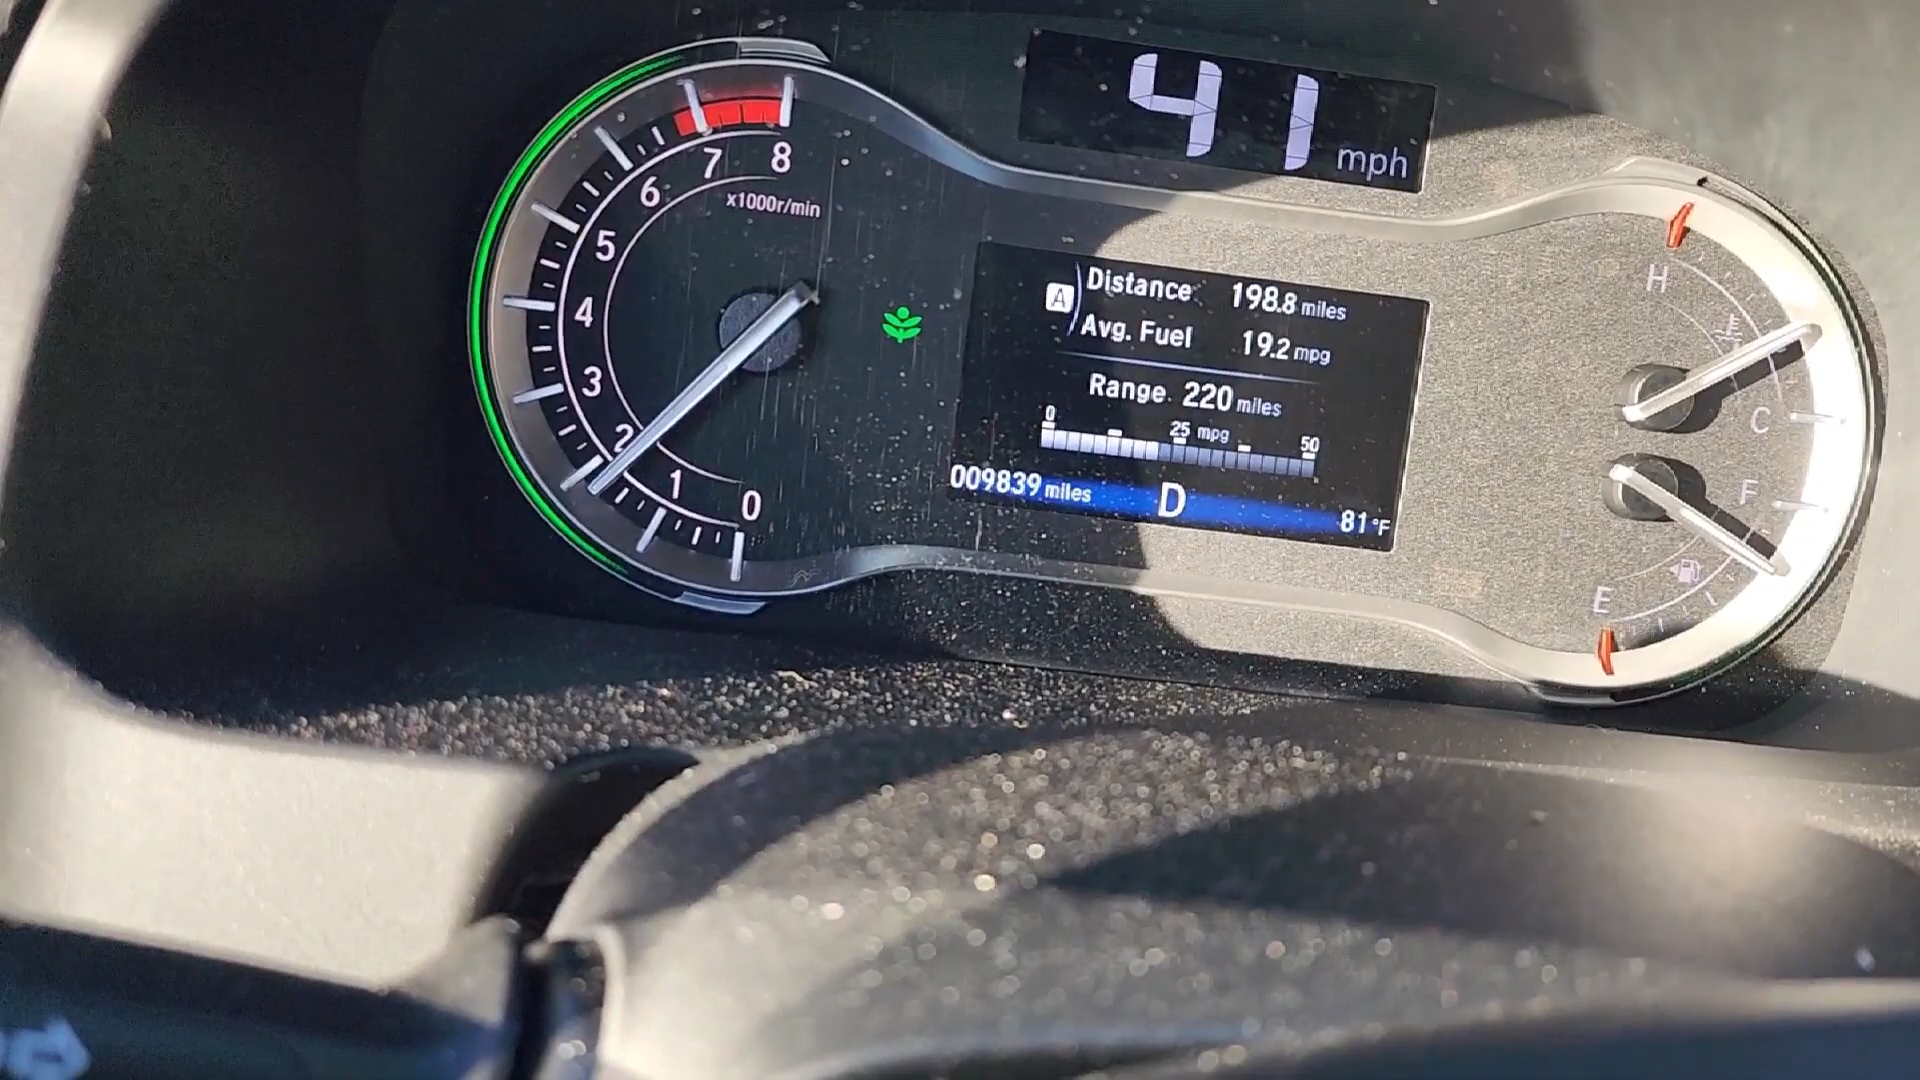 41 mph
8
7
6
x1000r/min
5
4
3
2
1
0
A
Distance 198.8 miles
Avg. Fuel 19.2 mpg
Range 220 miles
0 25 mpg 50
009839 miles D 81°F
H
C
F
E